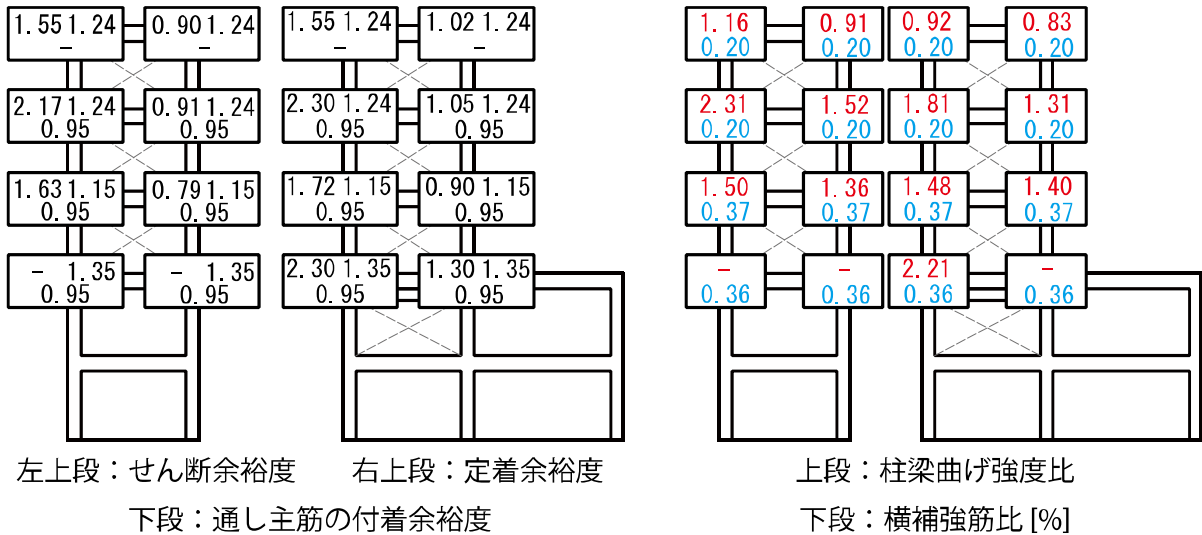 1.55 1.24 0.90 1.24 1.55 1.24 1.02 1.24 1.16 0.91 0.92 0.83
- - - - 0.20 0.20 0.20 0.20
2.17 1.24 0.91 1.24 2.30 1.24 1.05 1.24 2.31 1.52 1.81 1.31
0.95 0.95 0.95 0.95 0.20 0.20 0.20 0.20
1.63 1.15 0.79 1.15 1.72 1.15 0.90 1.15 1.50 1.36 1.48 1.40
0.95 0.95 0.95 0.95 0.37 0.37 0.37 0.37
- 1.35 - 1.35 2.30 1.35 1.30 1.35 - - 2.21 -
0.95 0.95 0.95 0.95 0.36 0.36 0.36 0.36
左上段：せん断余裕度 右上段：定着余裕度 上段：柱梁曲げ強度比
下段：通し主筋の付着余裕度 下段：横補強筋比 [%]